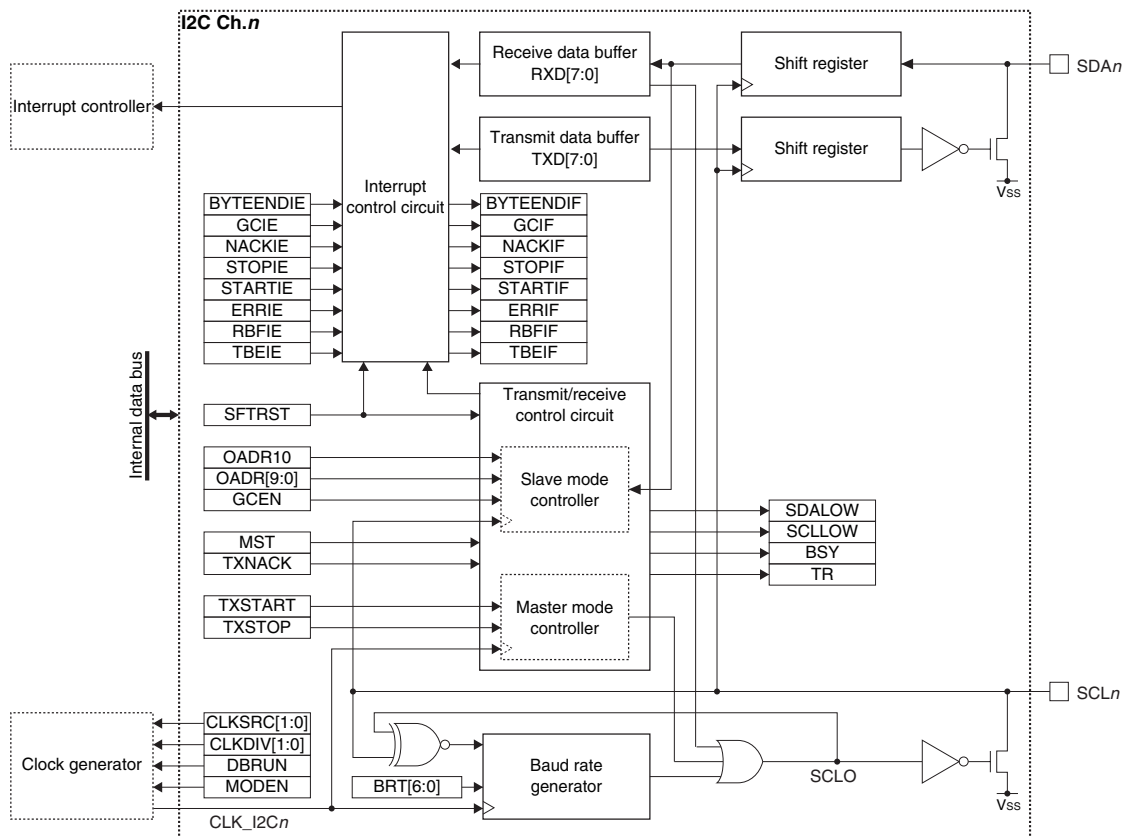 I2C Ch.n
Interrupt controller
Interrupt
control circuit
Receive data buffer
RXD[7:0]
Shift register
SDAn
Transmit data buffer
TXD[7:0]
Shift register
VSS
BYTEENDIE
GCIE
NACKIE
STOPIE
STARTIE
ERRIE
RBFIE
TBEIE
BYTEENDIF
GCIF
NACKIF
STOPIF
STARTIF
ERRIF
RBFIF
TBEIF
Internal data bus
SFTRST
Transmit/receive
control circuit
OADR10
OADR[9:0]
GCEN
Slave mode
controller
MST
TXNACK
SDALOW
SCLLOW
BSY
TR
TXSTART
TXSTOP
Master mode
controller
SCLn
Clock generator
CLKSRC[1:0]
CLKDIV[1:0]
DBRUN
MODEN
CLK_I2Cn
BRT[6:0]
Baud rate
generator
SCLO
VSS